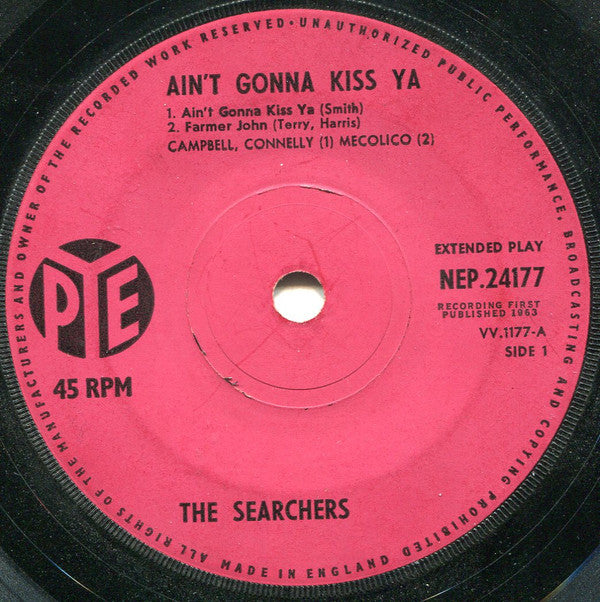 MANUFACTURERS AND OWNER OF THE RECORDED WORK RESERVED • UNAUTHORIZED PUBLIC PERFORMANCE, BROADCASTING AND COPYING PROHIBITED
AIN'T GONNA KISS YA
1. Ain't Gonna Kiss Ya (Smith)
2. Farmer John (Terry, Harris)
CAMPBELL, CONNELLY (1) MECOLICO (2)
PYE
45 RPM
EXTENDED PLAY
NEP.24177
RECORDING FIRST
PUBLISHED 1963
VV.1177-A
SIDE 1
THE SEARCHERS
ALL RIGHTS OF THE
MADE IN ENGLAND